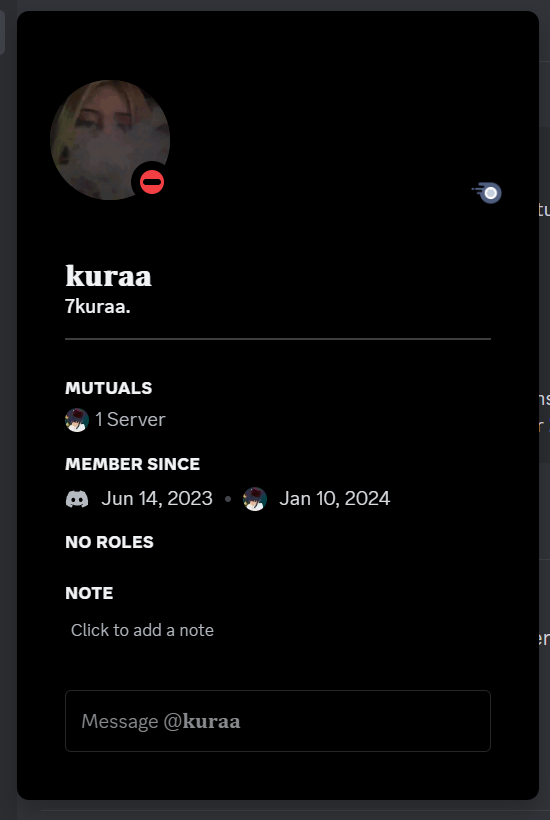 kuraa
7kuraa.
MUTUALS
1 Server
MEMBER SINCE
Jun 14, 2023 • Jan 10, 2024
NO ROLES
NOTE
Click to add a note
Message @kuraa